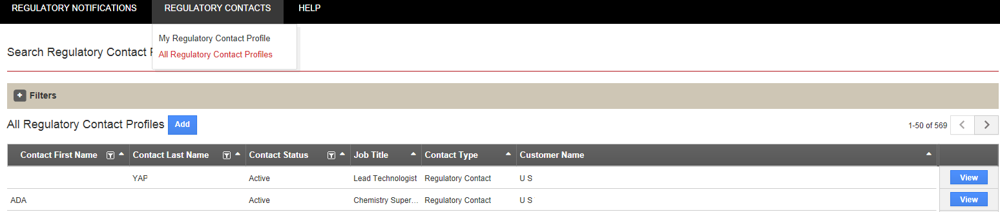 REGULATORY NOTIFICATIONS REGULATORY CONTACTS HELP
My Regulatory Contact Profile
Search Regulatory Contact
All Regulatory Contact Profiles
+ Filters
All Regulatory Contact Profiles Add 1-50 of 569
Contact First Name Contact Last Name Contact Status Job Title Contact Type Customer Name
YAP Active Lead Technologist Regulatory Contact U S View
ADA Active Chemistry Super... Regulatory Contact U S View